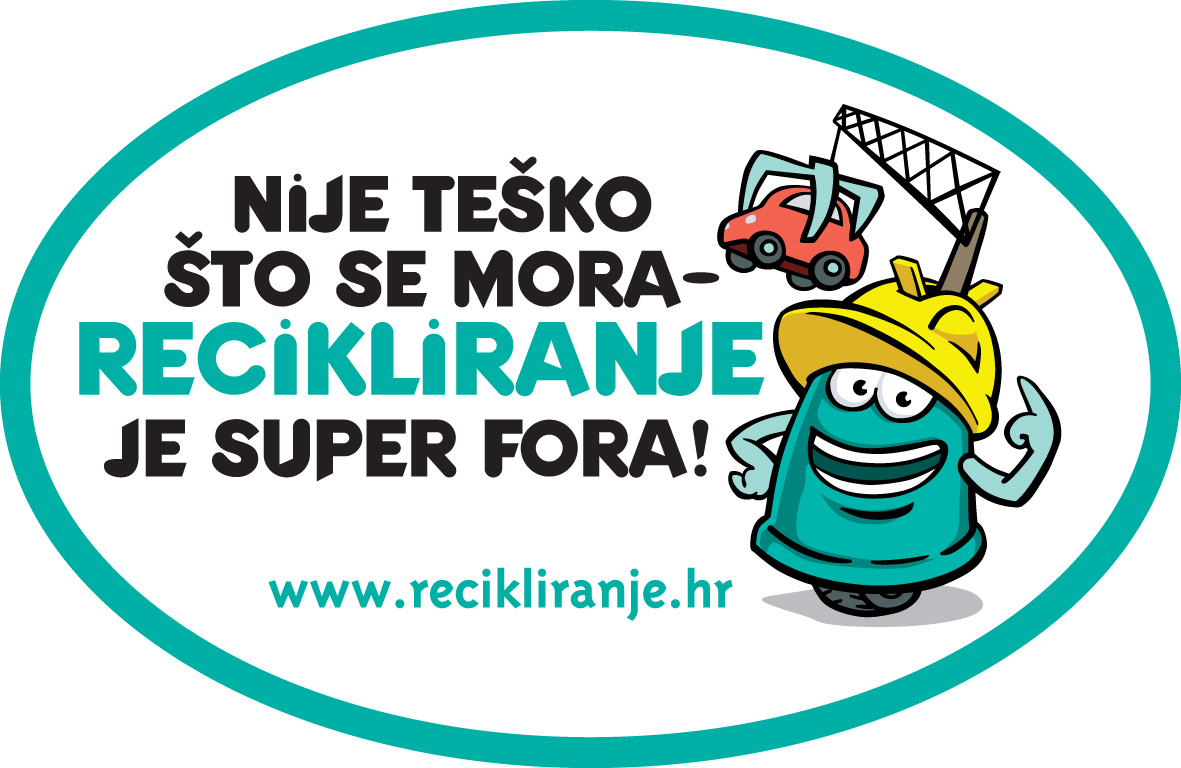 NiJE TEŠKO
ŠTO SE MORA-
RECiKLiRANJE
JE SUPER FORA!
www.recikliranje.hr